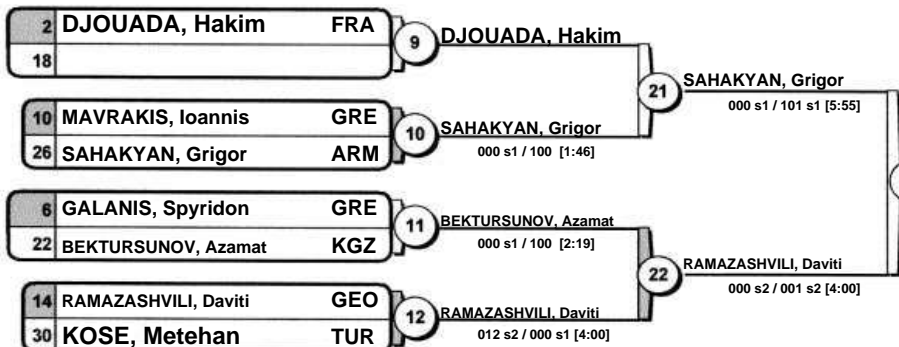 2 DJOUADA, Hakim FRA
18
9
DJOUADA, Hakim
10 MAVRAKIS, Ioannis GRE
26 SAHAKYAN, Grigor ARM
10
SAHAKYAN, Grigor
000 s1 / 100 [1:46]
21
SAHAKYAN, Grigor
000 s1 / 101 s1 [5:55]
6 GALANIS, Spyridon GRE
22 BEKTURSUNOV, Azamat KGZ
11
BEKTURSUNOV, Azamat
000 s1 / 100 [2:19]
14 RAMAZASHVILI, Daviti GEO
30 KOSE, Metehan TUR
12
RAMAZASHVILI, Daviti
012 s2 / 000 s1 [4:00]
22
RAMAZASHVILI, Daviti
000 s2 / 001 s2 [4:00]